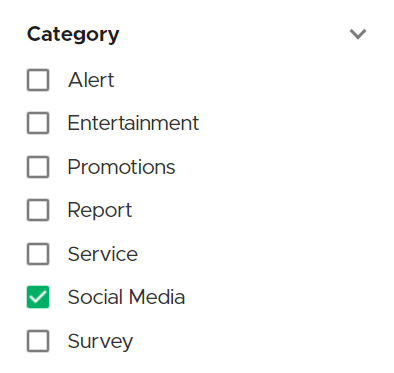 Category
Alert
Entertainment
Promotions
Report
Service
Social Media
Survey